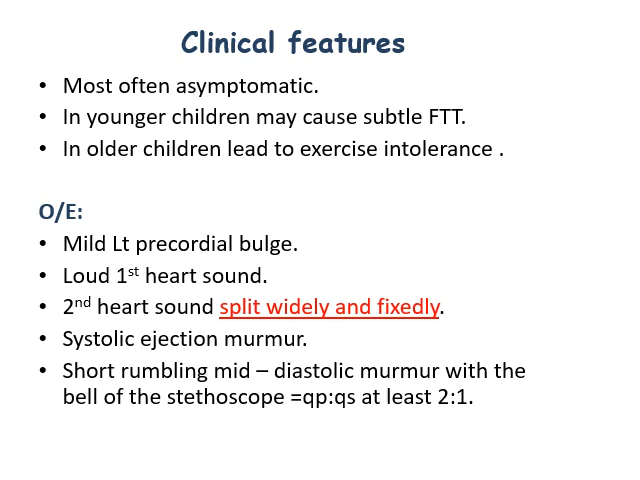 Clinical features
• Most often asymptomatic.
• In younger children may cause subtle FTT.
• In older children lead to exercise intolerance .
O/E:
• Mild Lt precordial bulge.
• Loud 1st heart sound.
• 2nd heart sound split widely and fixedly.
• Systolic ejection murmur.
• Short rumbling mid – diastolic murmur with the
bell of the stethoscope =qp:qs at least 2:1.